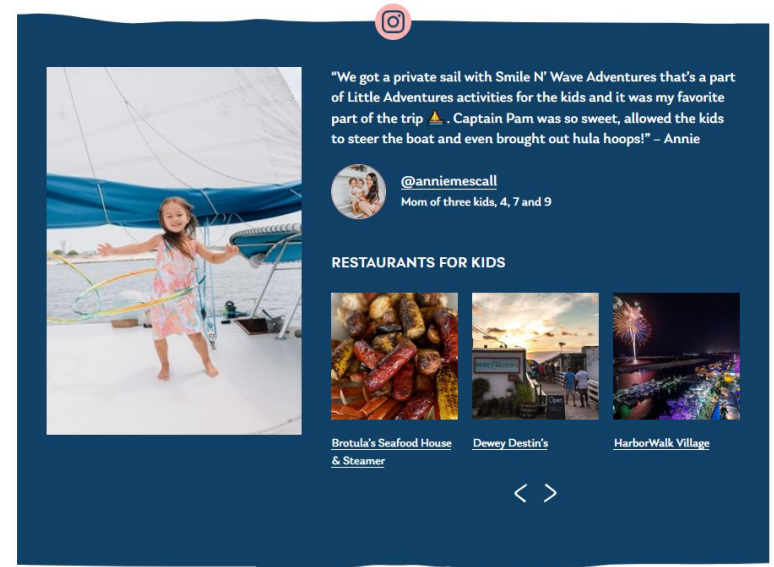 “We got a private sail with Smile N’ Wave Adventures that’s a part
of Little Adventures activities for the kids and it was my favorite
part of the trip ⛵ . Captain Pam was so sweet, allowed the kids
to steer the boat and even brought out hula hoops!” – Annie
@anniemescall
Mom of three kids, 4, 7 and 9
RESTAURANTS FOR KIDS
DEWEY DESTIN'S
Open
Brotula’s Seafood House
& Steamer
Dewey Destin’s
HarborWalk Village